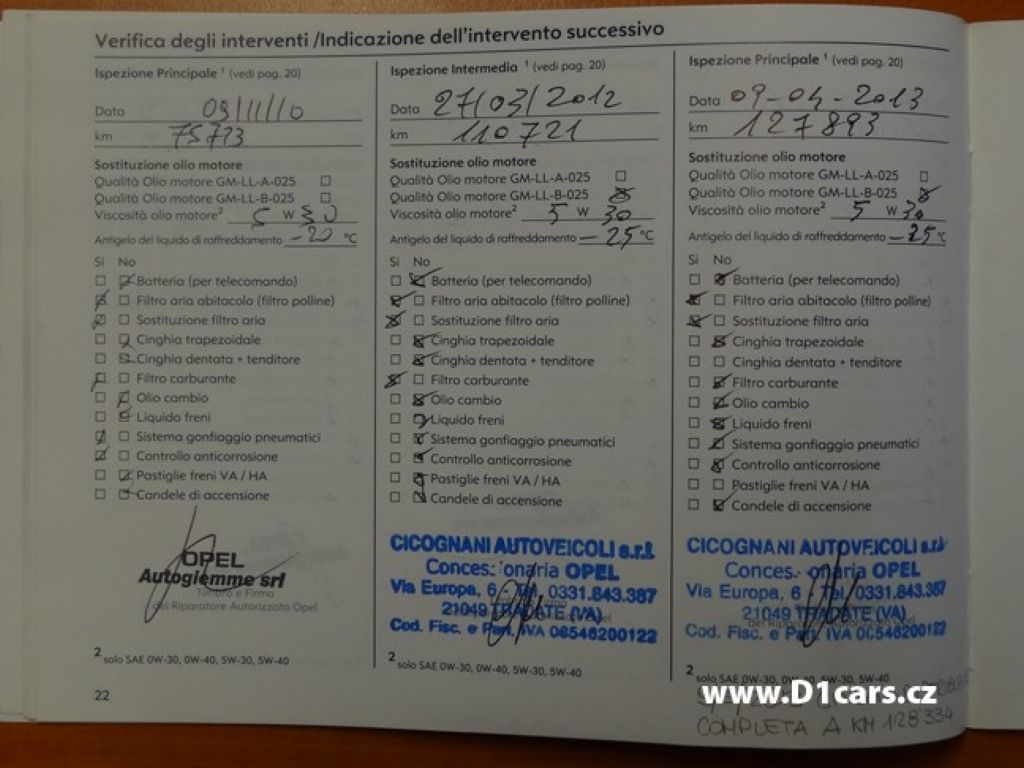 Verifica degli interventi /Indicazione dell'intervento successivo
Ispezione Principale ¹ (vedi pag. 20)
Data 09/11/10
km 75773
Sostituzione olio motore
Qualità Olio motore GM-LL-A-025 ☐
Qualità Olio motore GM-LL-B-025 ☐
Viscosità olio motore² 5 W 30
Antigelo del liquido di raffreddamento -20 °C
Sì No
Batteria (per telecomando)
Filtro aria abitacolo (filtro polline)
Sostituzione filtro aria
Cinghia trapezoidale
Cinghia dentata + tenditore
Filtro carburante
Olio cambio
Liquido freni
Sistema gonfiaggio pneumatici
Controllo anticorrosione
Pastiglie freni VA / HA
Candele di accensione
OPEL
Autogiemme srl
Timbro e Firma
del Riparatore Autorizzato Opel
² solo SAE 0W-30, 0W-40, 5W-30, 5W-40
22
Ispezione Intermedia ¹ (vedi pag. 20)
Data 27/03/2012
km 110721
Sostituzione olio motore
Qualità Olio motore GM-LL-A-025 ☐
Qualità Olio motore GM-LL-B-025 ☒
Viscosità olio motore² 5 W 30
Antigelo del liquido di raffreddamento -25 °C
Sì No
Batteria (per telecomando)
Filtro aria abitacolo (filtro polline)
Sostituzione filtro aria
Cinghia trapezoidale
Cinghia dentata + tenditore
Filtro carburante
Olio cambio
Liquido freni
Sistema gonfiaggio pneumatici
Controllo anticorrosione
Pastiglie freni VA / HA
Candele di accensione
CICOGNANI AUTOVEICOLI s.r.l.
Concessionaria OPEL
Via Europa, 6 - Tel. 0331.843.387
21049 TRADATE (VA)
Cod. Fisc. e Part. IVA 06546200122
² solo SAE 0W-30, 0W-40, 5W-30, 5W-40
Ispezione Principale ¹ (vedi pag. 20)
Data 09-04-2013
km 127893
Sostituzione olio motore
Qualità Olio motore GM-LL-A-025 ☐
Qualità Olio motore GM-LL-B-025 ☒
Viscosità olio motore² 5 W 30
Antigelo del liquido di raffreddamento -25 °C
Sì No
Batteria (per telecomando)
Filtro aria abitacolo (filtro polline)
Sostituzione filtro aria
Cinghia trapezoidale
Cinghia dentata + tenditore
Filtro carburante
Olio cambio
Liquido freni
Sistema gonfiaggio pneumatici
Controllo anticorrosione
Pastiglie freni VA / HA
Candele di accensione
CICOGNANI AUTOVEICOLI s.r.l.
Concessionaria OPEL
Via Europa, 6 - Tel. 0331.843.387
21049 TRADATE (VA)
Cod. Fisc. e Part. IVA 06546200122
² solo SAE 0W-30, 0W-40, 5W-30, 5W-40
www.D1cars.cz
COMPLETA A KM 128334